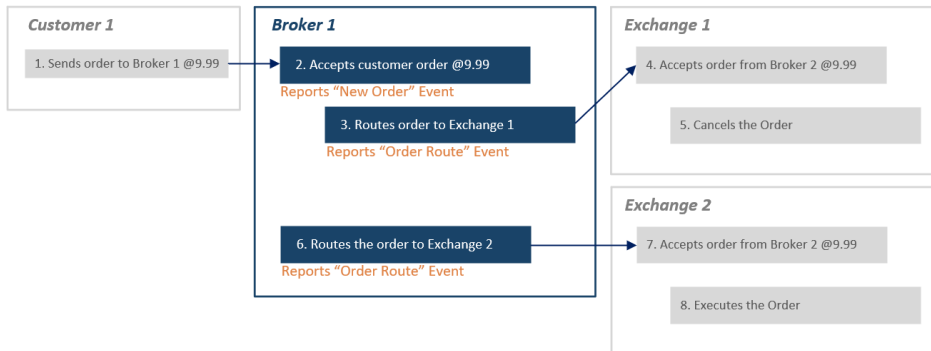 Customer 1
1. Sends order to Broker 1 @9.99
Broker 1
2. Accepts customer order @9.99
Reports “New Order” Event
3. Routes order to Exchange 1
Reports “Order Route” Event
6. Routes the order to Exchange 2
Reports “Order Route” Event
Exchange 1
4. Accepts order from Broker 2 @9.99
5. Cancels the Order
Exchange 2
7. Accepts order from Broker 2 @9.99
8. Executes the Order